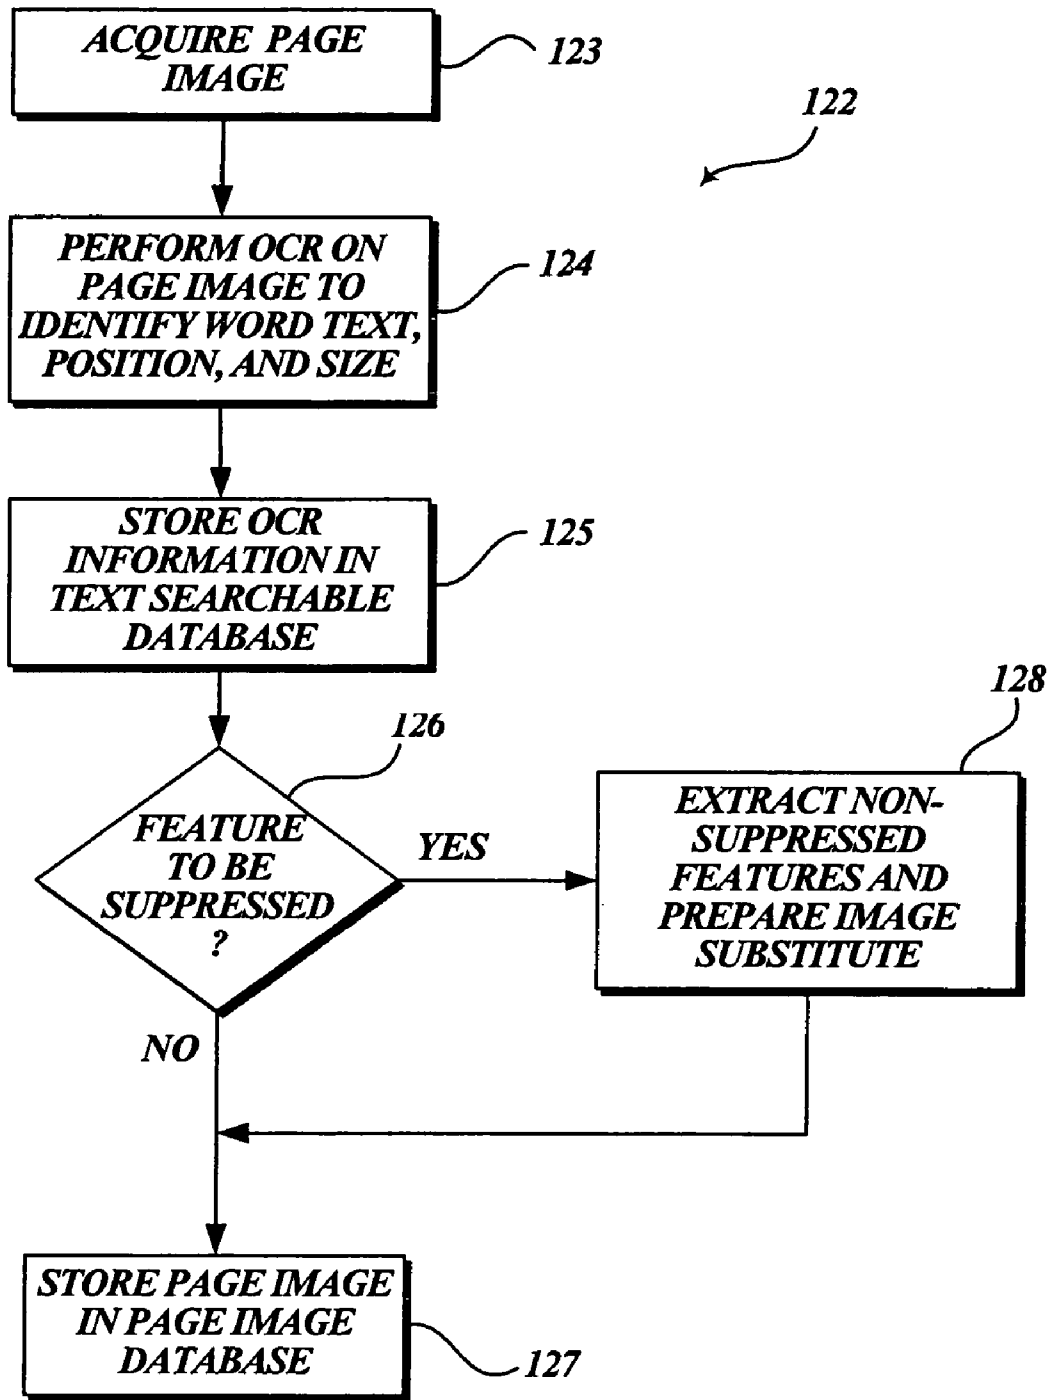 ACQUIRE PAGE
IMAGE
123
122
PERFORM OCR ON
PAGE IMAGE TO
IDENTIFY WORD TEXT,
POSITION, AND SIZE
124
STORE OCR
INFORMATION IN
TEXT SEARCHABLE
DATABASE
125
126
FEATURE
TO BE
SUPPRESSED
?
YES
NO
128
EXTRACT NON-
SUPPRESSED
FEATURES AND
PREPARE IMAGE
SUBSTITUTE
STORE PAGE IMAGE
IN PAGE IMAGE
DATABASE
127